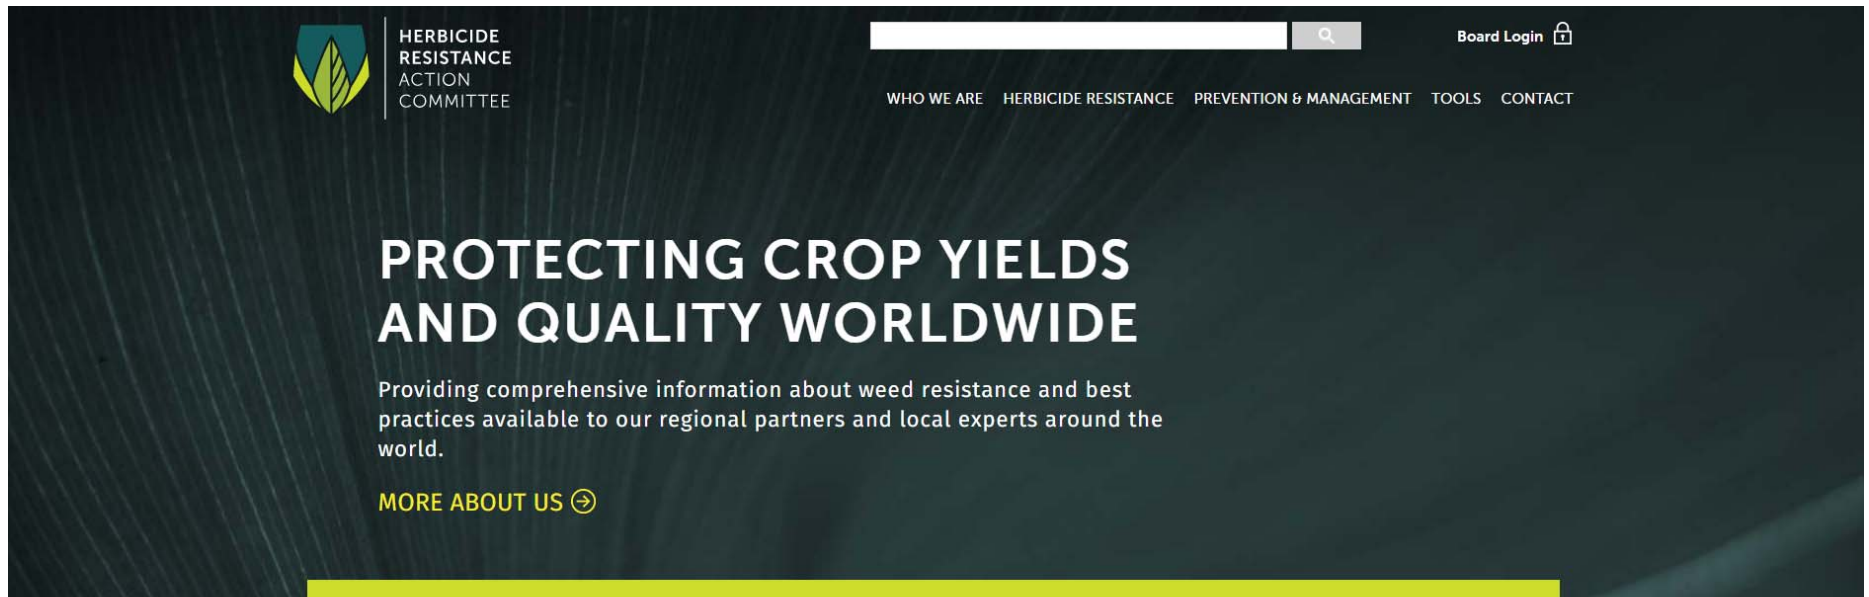 HERBICIDE
RESISTANCE
ACTION
COMMITTEE
Board Login
WHO WE ARE HERBICIDE RESISTANCE PREVENTION & MANAGEMENT TOOLS CONTACT
PROTECTING CROP YIELDS
AND QUALITY WORLDWIDE
Providing comprehensive information about weed resistance and best
practices available to our regional partners and local experts around the
world.
MORE ABOUT US